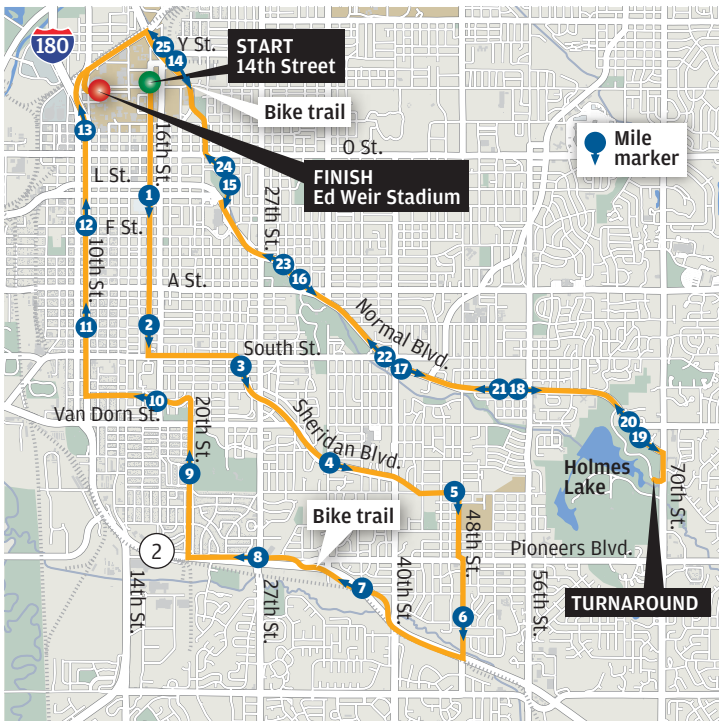 180
25
Y St.
14
START
14th Street
Bike trail
13
16th St.
O St.
Mile
marker
FINISH
Ed Weir Stadium
L St.
24
15
1
27th St.
12
F St.
10th St.
23
16
A St.
11
2
Normal Blvd.
South St.
3
22
17
21
18
Van Dorn St.
10
20th St.
Sheridan Blvd.
20
19
4
9
Holmes
Lake
70th St.
5
48th St.
Bike trail
2
8
Pioneers Blvd.
7
14th St.
27th St.
40th St.
56th St.
6
TURNAROUND